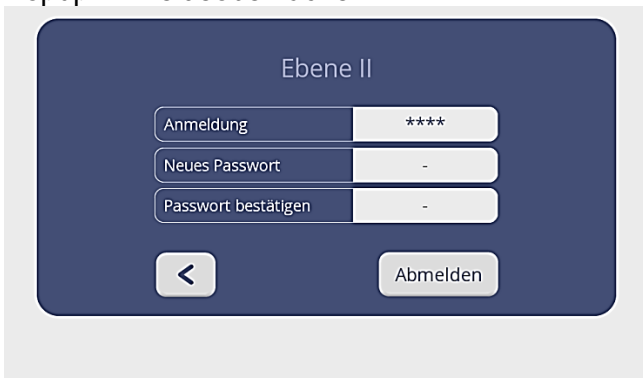 Ebene II
Anmeldung ****
Neues Passwort -
Passwort bestätigen -
<
Abmelden